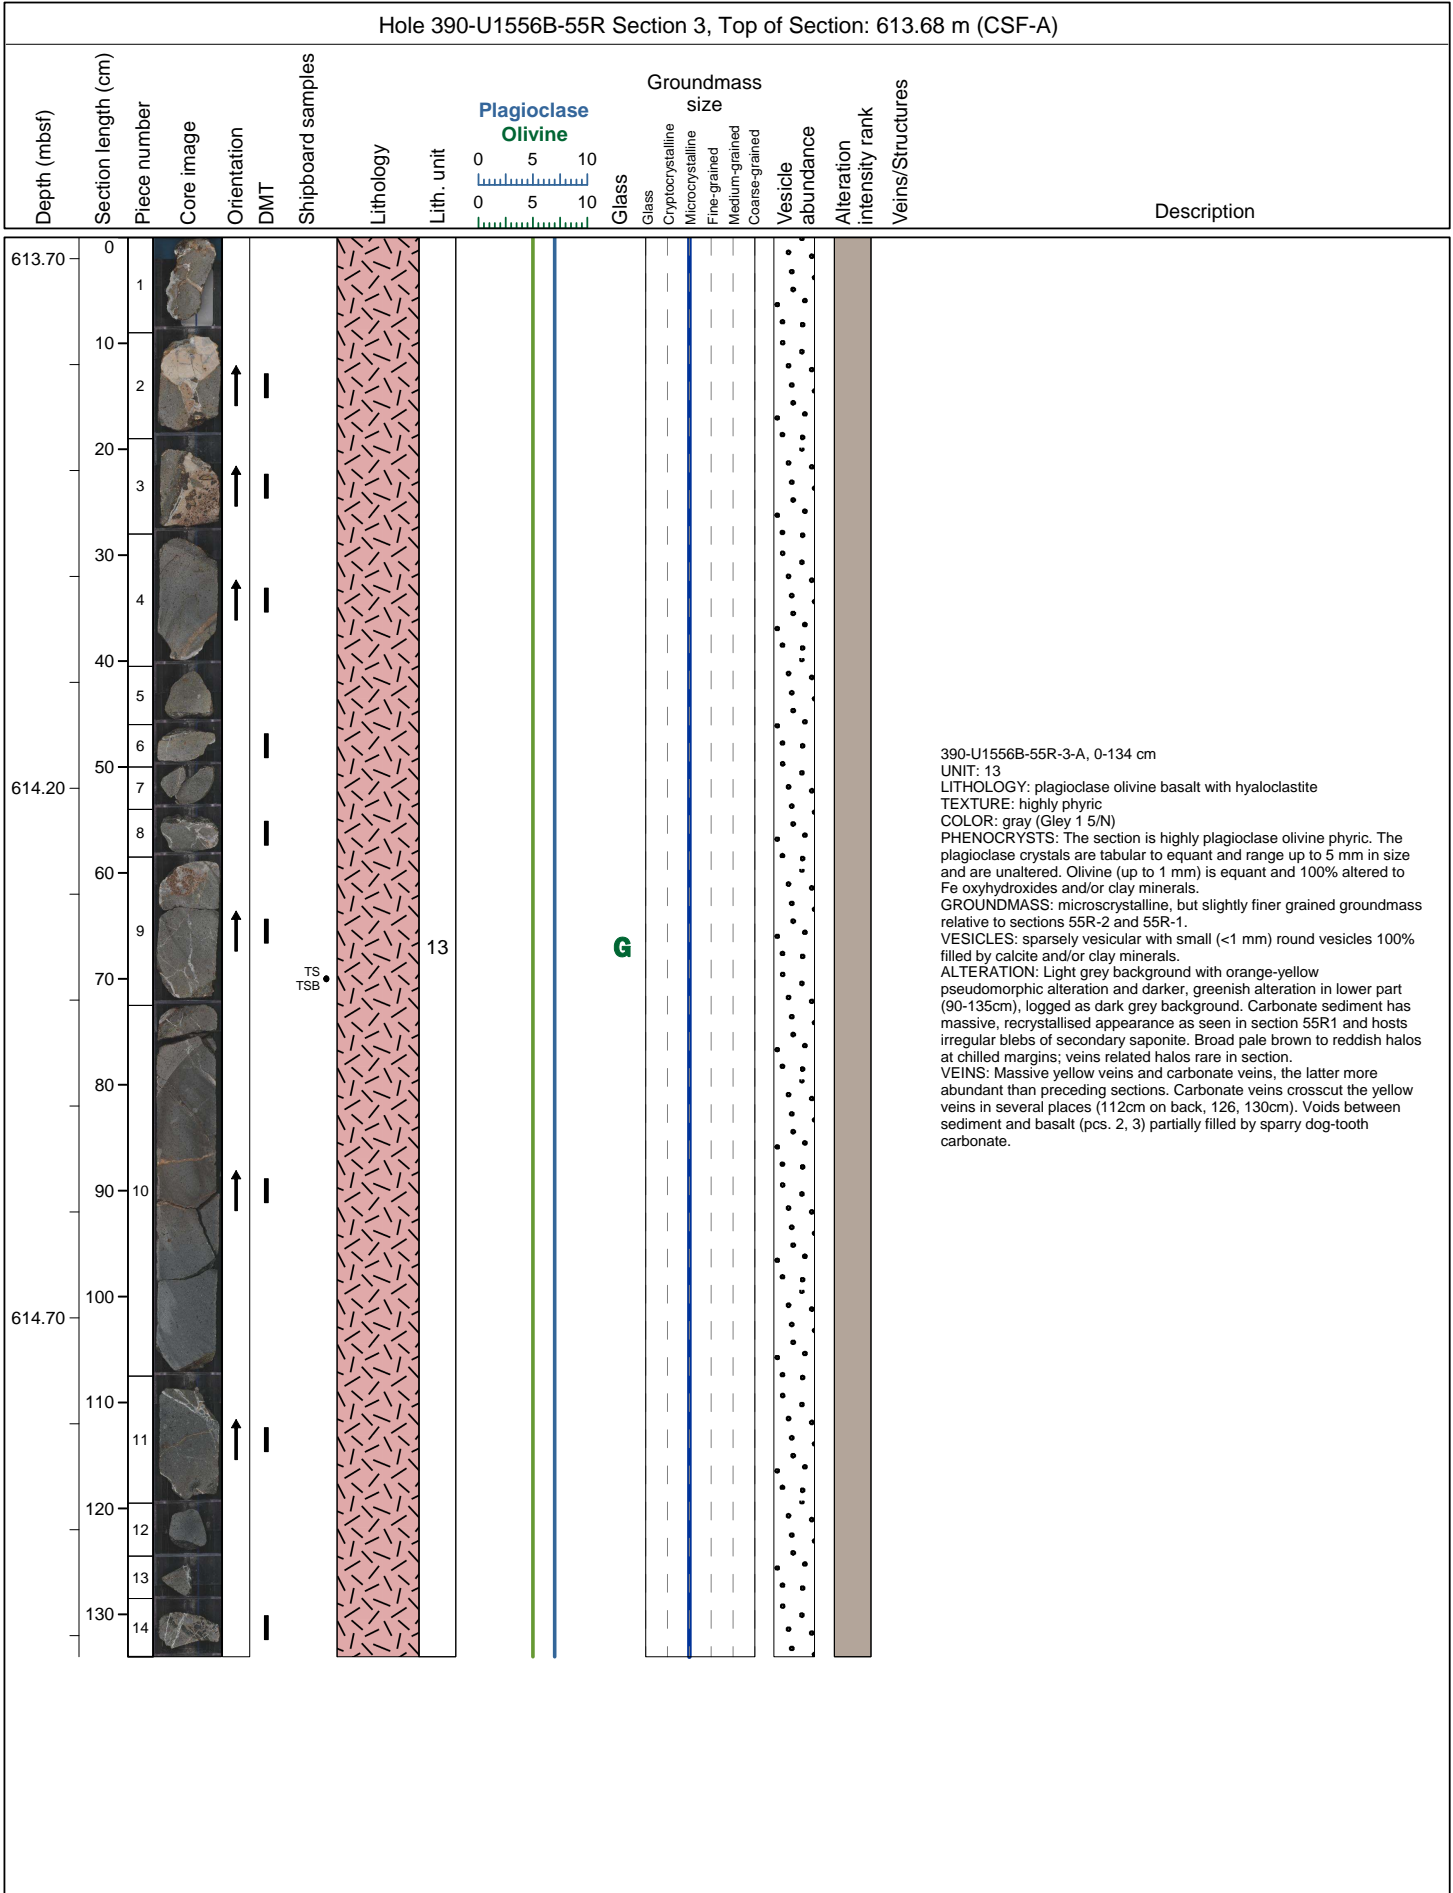 Hole 390-U1556B-55R Section 3, Top of Section: 613.68 m (CSF-A)
Depth (mbsf)
Section length (cm)
Piece number
Core image
Orientation
DMT
Shipboard samples
Lithology
Lith. unit
Plagioclase
Olivine
0 5 10
0 5 10
Glass
Groundmass
size
Glass
Cryptocrystalline
Microcrystalline
Fine-grained
Medium-grained
Coarse-grained
Vesicle
abundance
Alteration
intensity rank
Veins/Structures
Description
613.70
614.20
614.70
0
10
20
30
40
50
60
70
80
90
100
110
120
130
1
2
3
4
5
6
7
8
9
10
11
12
13
14
TS
TSB
13
G
390-U1556B-55R-3-A, 0-134 cm
UNIT: 13
LITHOLOGY: plagioclase olivine basalt with hyaloclastite
TEXTURE: highly phyric
COLOR: gray (Gley 1 5/N)
PHENOCRYSTS: The section is highly plagioclase olivine phyric. The
plagioclase crystals are tabular to equant and range up to 5 mm in size
and are unaltered. Olivine (up to 1 mm) is equant and 100% altered to
Fe oxyhydroxides and/or clay minerals.
GROUNDMASS: microcrystalline, but slightly finer grained groundmass
relative to sections 55R-2 and 55R-1.
VESICLES: sparsely vesicular with small (<1 mm) round vesicles 100%
filled by calcite and/or clay minerals.
ALTERATION: Light grey background with orange-yellow
pseudomorphic alteration and darker, greenish alteration in lower part
(90-135cm), logged as dark grey background. Carbonate sediment has
massive, recrystallised appearance as seen in section 55R1 and hosts
irregular blebs of secondary saponite. Broad pale brown to reddish halos
at chilled margins; veins related halos rare in section.
VEINS: Massive yellow veins and carbonate veins, the latter more
abundant than preceding sections. Carbonate veins crosscut the yellow
veins in several places (112cm on back, 126, 130cm). Voids between
sediment and basalt (pcs. 2, 3) partially filled by sparry dog-tooth
carbonate.